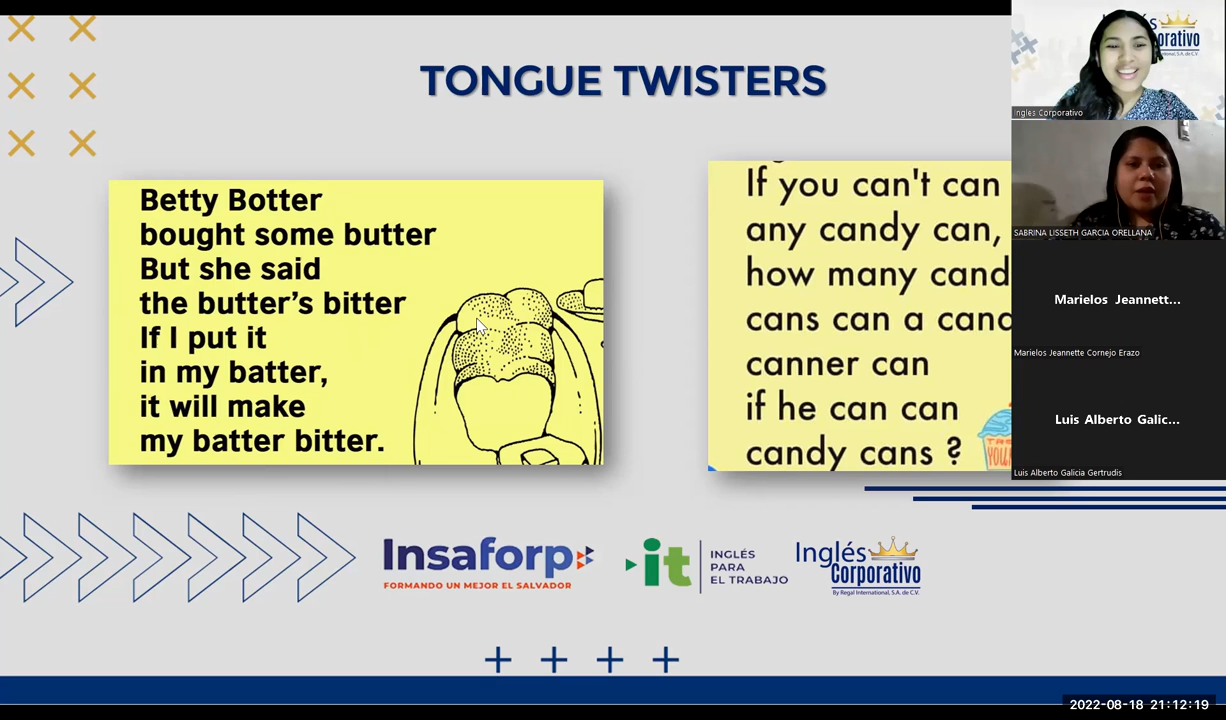 TONGUE TWISTERS
Betty Botter
bought some butter
But she said
the butter's bitter
If I put it
in my batter,
it will make
my batter bitter.
If you can't can
any candy can,
how many cand
cans can a cand
canner can
if he can can
candy cans ?
Insaforp
FORMANDO UN MEJOR EL SALVADOR
it
INGLÉS
PARA
EL TRABAJO
Inglés
Corporativo
By Regal International, S.A. de C.V.
orativo
Ingles Corporativo
SABRINA LISSETH GARCIA ORELLANA
Marielos Jeannett...
Marielos Jeannette Cornejo Erazo
Luis Alberto Galic...
Luis Alberto Galicia Gertrudis
2022-08-18 21:12:19